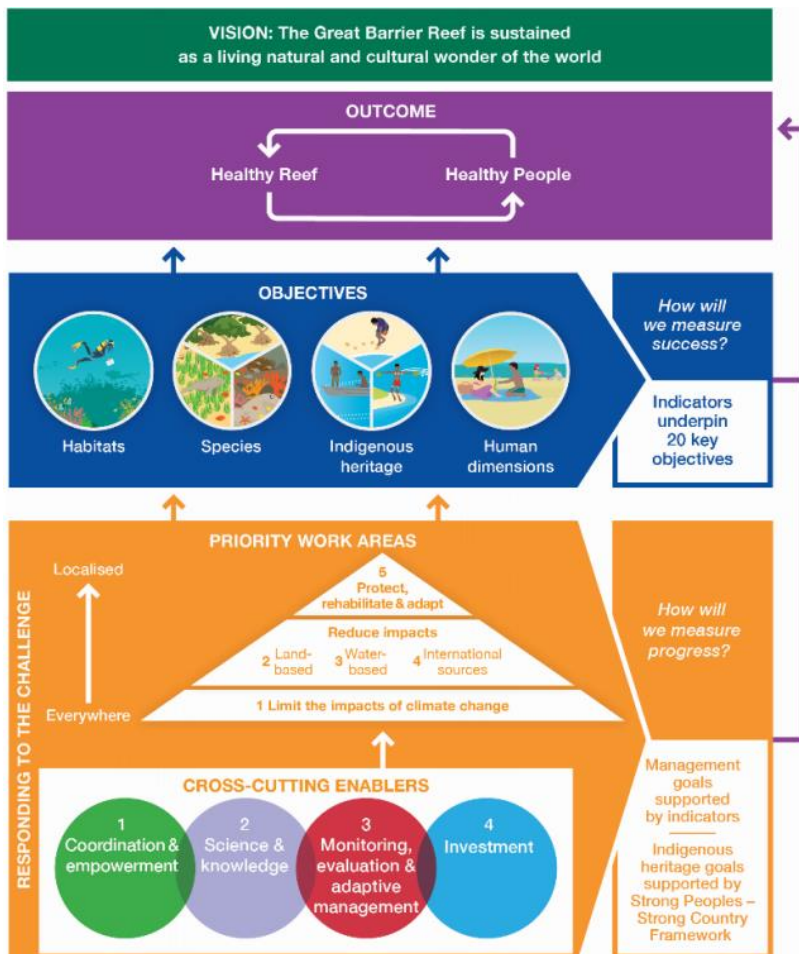 VISION: The Great Barrier Reef is sustained
as a living natural and cultural wonder of the world
OUTCOME
Healthy Reef
Healthy People
OBJECTIVES
Habitats
Species
Indigenous
heritage
Human
dimensions
How will
we measure
success?
Indicators
underpin
20 key
objectives
RESPONDING TO THE CHALLENGE
PRIORITY WORK AREAS
Localised
Everywhere
5
Protect,
rehabilitate & adapt
Reduce impacts
2 Land-
based
3 Water-
based
4 International
sources
1 Limit the impacts of climate change
How will
we measure
progress?
Management
goals
supported
by indicators
Indigenous
heritage goals
supported by
Strong Peoples –
Strong Country
Framework
CROSS-CUTTING ENABLERS
1
Coordination &
empowerment
2
Science &
knowledge
3
Monitoring,
evaluation &
adaptive
management
4
Investment